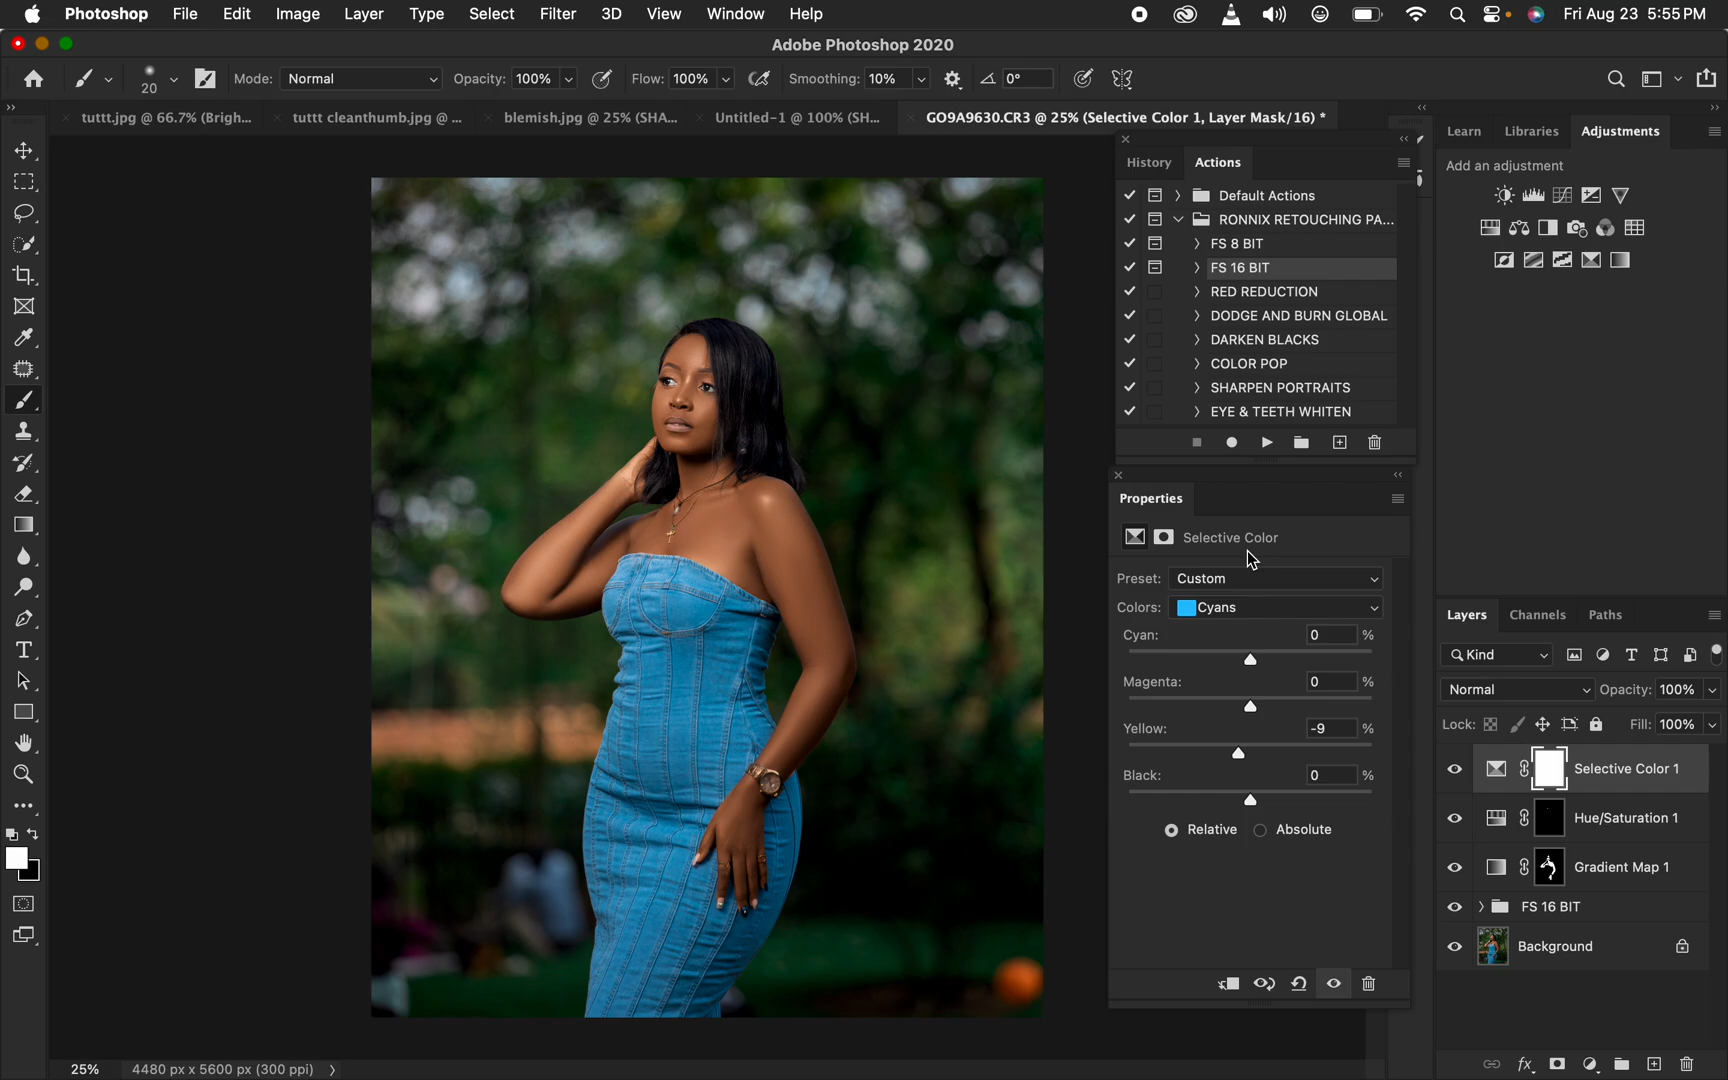 Photoshop File Edit Image Layer Type Select Filter 3D View Window Help Fri Aug 23 5:55 PM
Adobe Photoshop 2020
20 Mode: Normal Opacity: 100% Flow: 100% Smoothing: 10% 0°
tuttt.jpg @ 66.7% (Brigh... tuttt cleanthumb.jpg @ ... blemish.jpg @ 25% (SHA... Untitled-1 @ 100% (SH... GO9A9630.CR3 @ 25% (Selective Color 1, Layer Mask/16) *
History Actions
Default Actions
RONNIX RETOUCHING PA...
FS 8 BIT
FS 16 BIT
RED REDUCTION
DODGE AND BURN GLOBAL
DARKEN BLACKS
COLOR POP
SHARPEN PORTRAITS
EYE & TEETH WHITEN
Properties
Selective Color
Preset: Custom
Colors: Cyans
Cyan: 0 %
Magenta: 0 %
Yellow: -9 %
Black: 0 %
Relative Absolute
Learn Libraries Adjustments
Add an adjustment
Layers Channels Paths
Kind
Normal Opacity: 100%
Lock: Fill: 100%
Selective Color 1
Hue/Saturation 1
Gradient Map 1
FS 16 BIT
Background
fx
25% 4480 px x 5600 px (300 ppi)